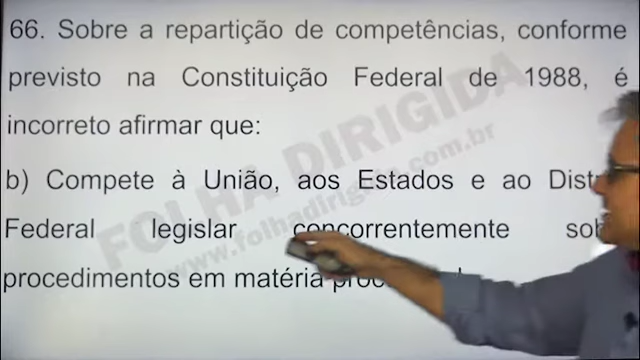 66. Sobre a repartição de competências, conforme
previsto na Constituição Federal de 1988, é
incorreto afirmar que:
b) Compete à União, aos Estados e ao
Federal legislar concorrentemente
procedimentos em matéria
FOLHA DIRIGIDA
www.folhadirigida.com.br